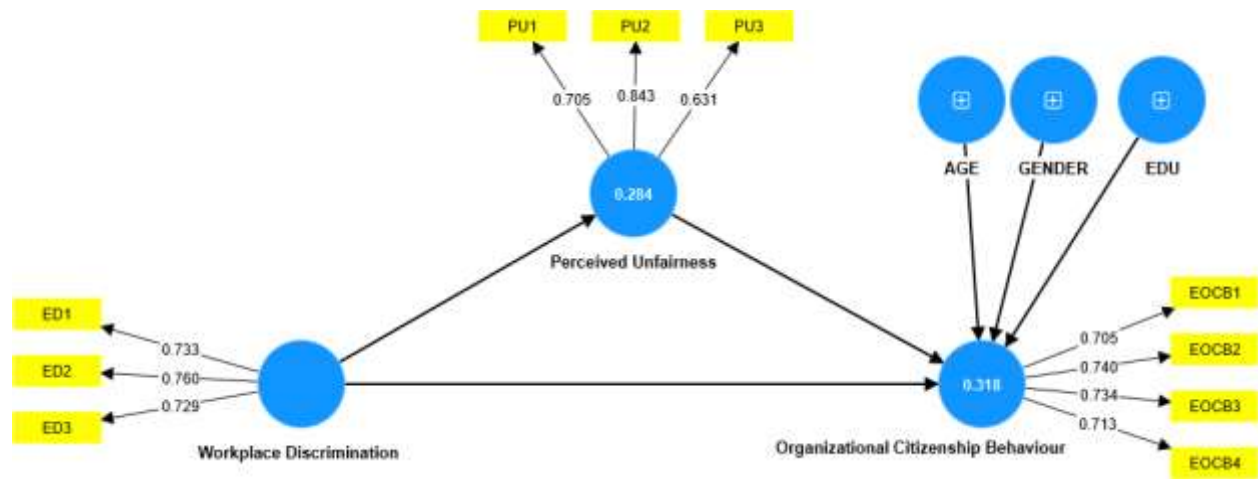 PU1 PU2 PU3
0.705 0.843 0.631
AGE GENDER EDU
0.284
Perceived Unfairness
ED1
ED2
ED3
0.733
0.760
0.729
Workplace Discrimination
0.318
Organizational Citizenship Behaviour
0.705
0.740
0.734
0.713
EOCB1
EOCB2
EOCB3
EOCB4